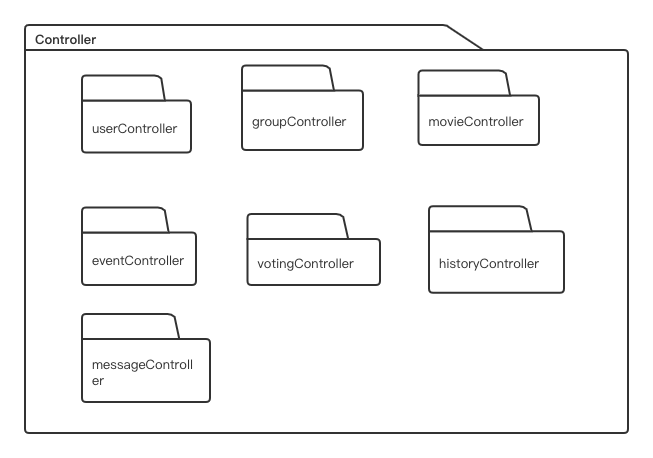 Controller
userController
groupController
movieController
eventController
votingController
historyController
messageControll
er